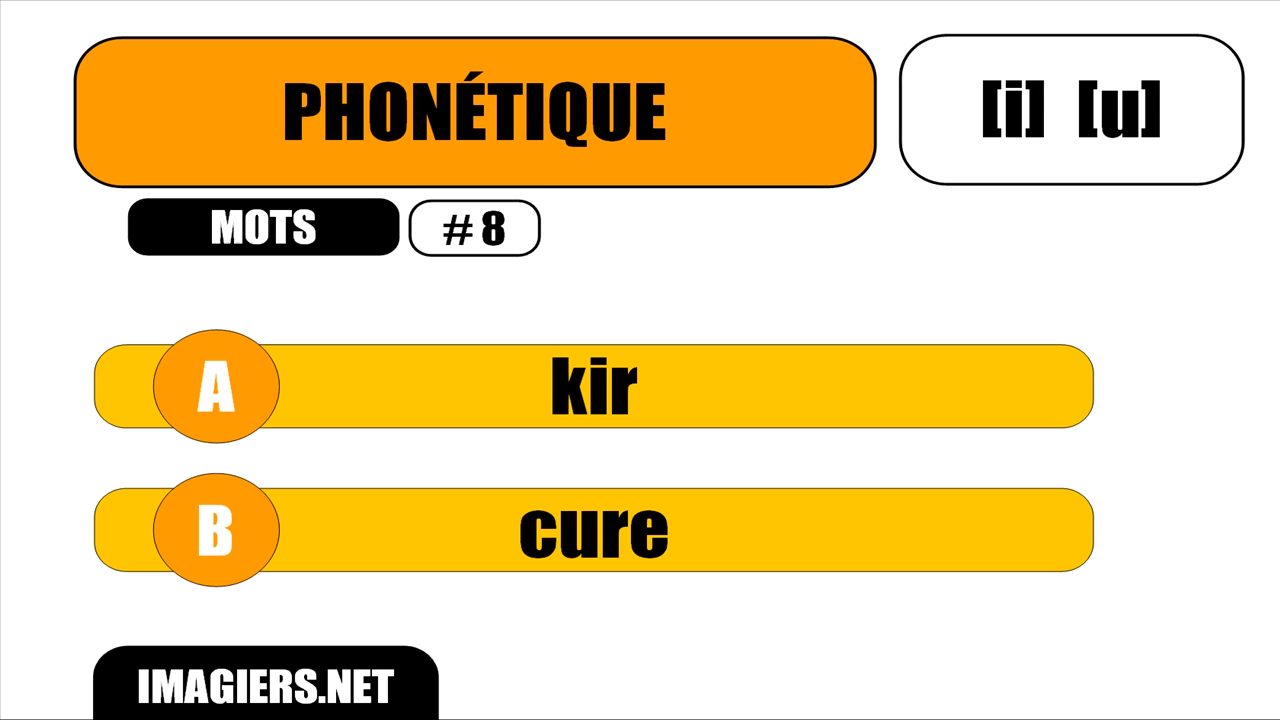 PHONÉTIQUE
[i] [u]
MOTS
# 8
A kir
B cure
IMAGIERS.NET